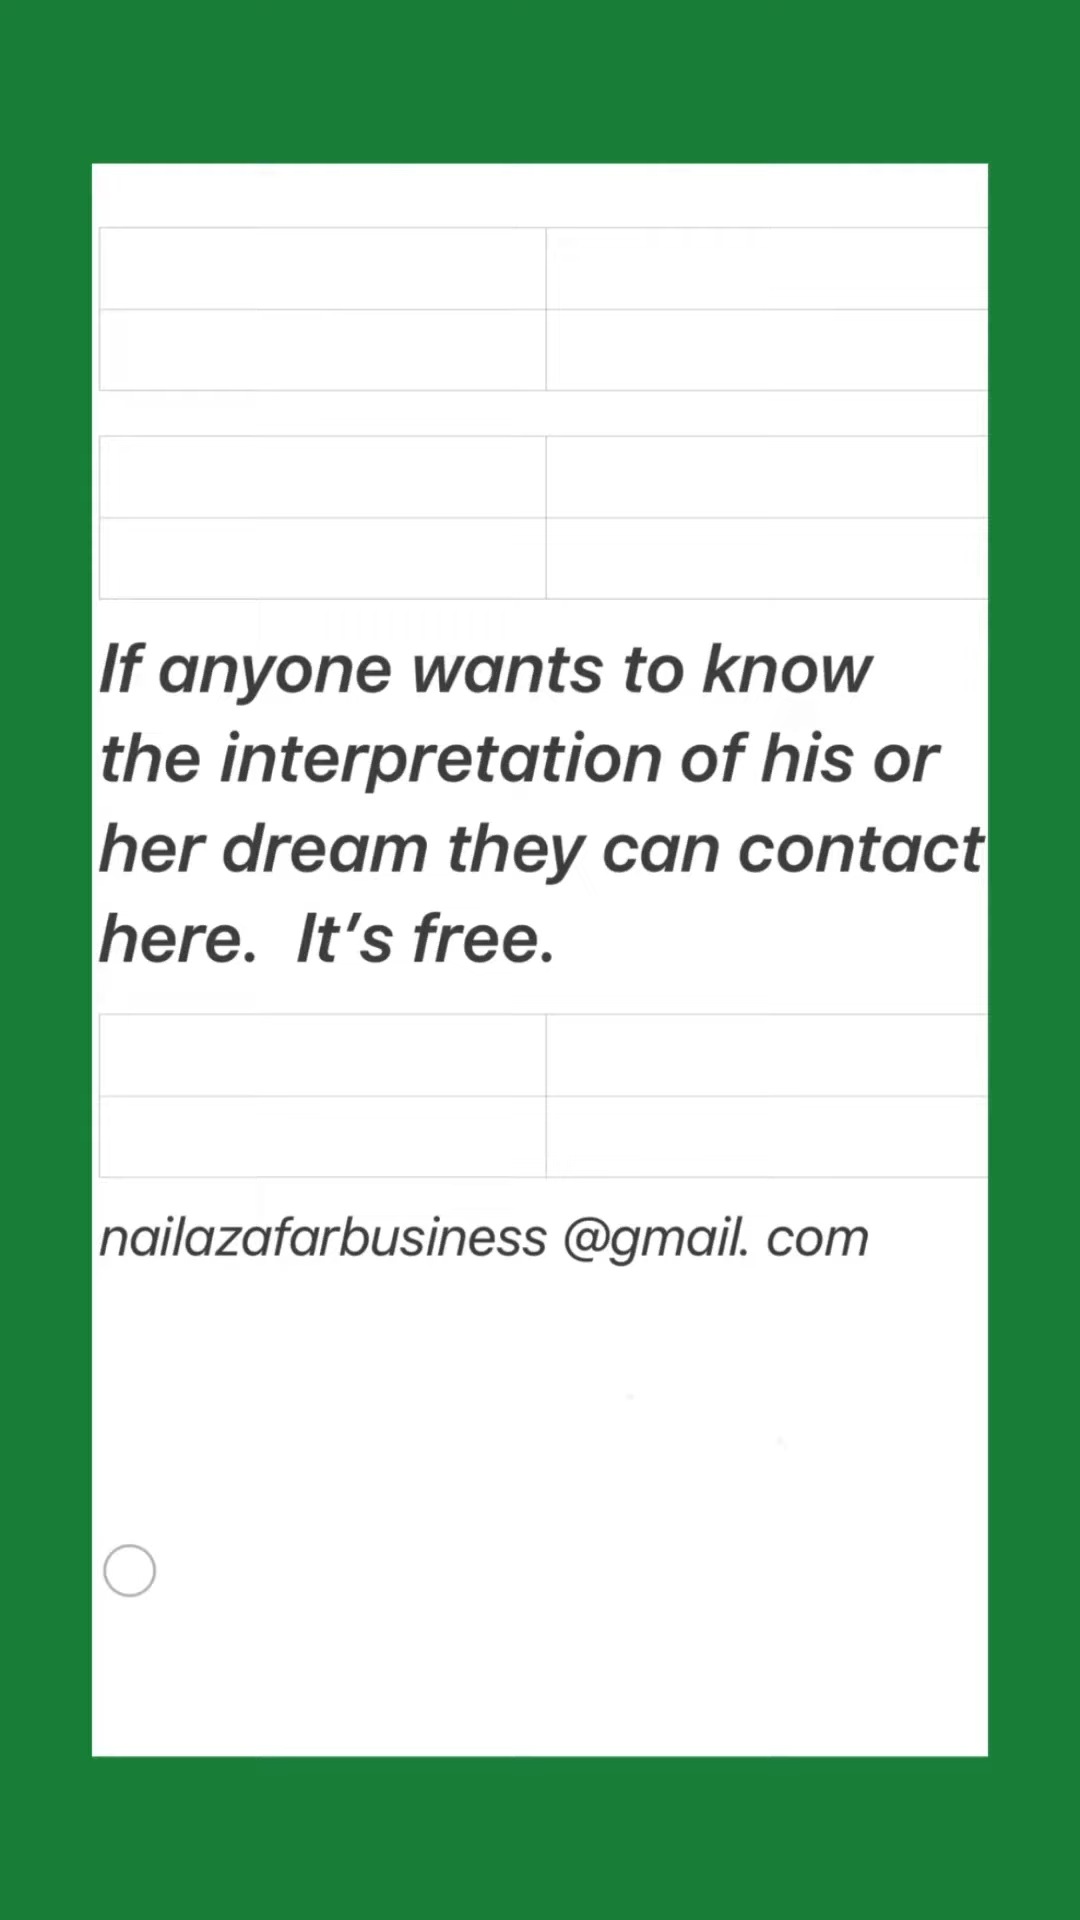 If anyone wants to know
the interpretation of his or
her dream they can contact
here.  It’s free.
nailazafarbusiness @gmail. com